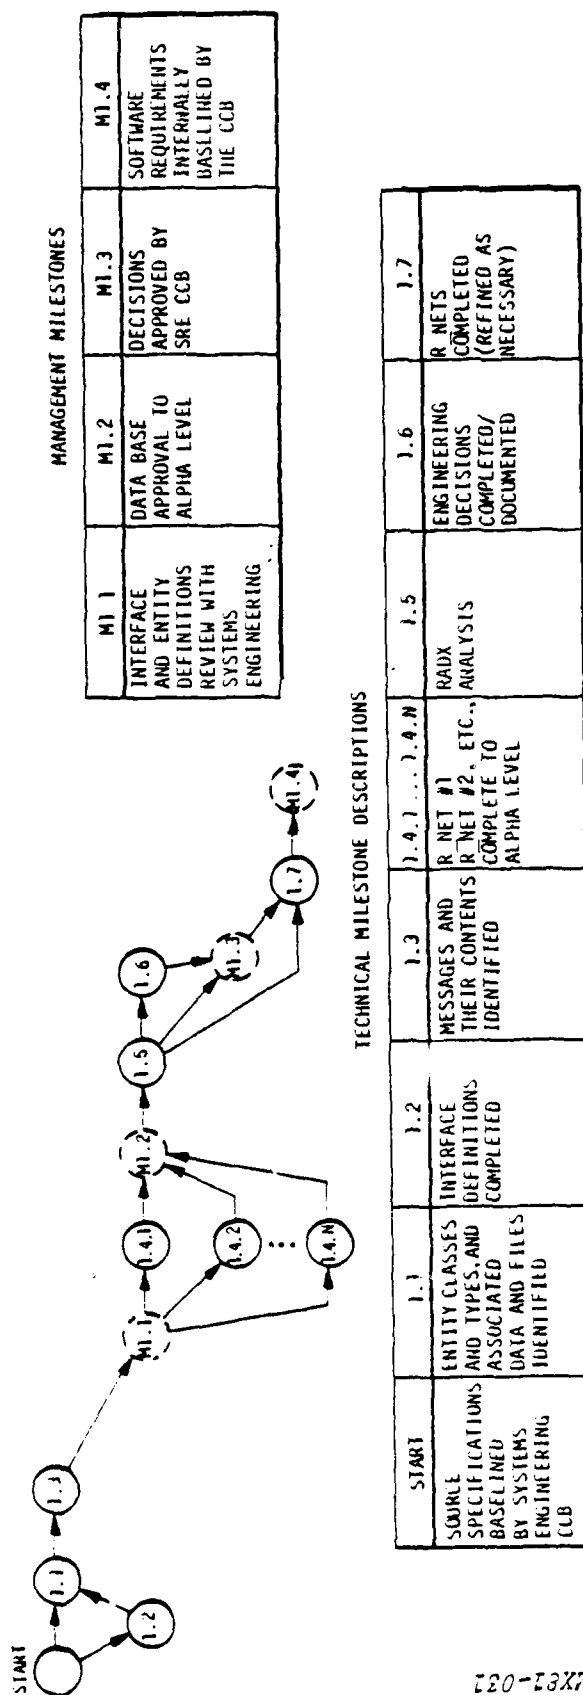 MANAGEMENT MILESTONES
M1 1
M1.2
M1.3
M1.4
INTERFACE
AND ENTITY
DEFINITIONS
REVIEW WITH
SYSTEMS
ENGINEERING
DATA BASE
APPROVAL TO
ALPHA LEVEL
DECISIONS
APPROVED BY
SRE CCB
SOFTWARE
REQUIREMENTS
INTERNALLY
BASELINED BY
THE CCB
START
1.1
1.2
1.3
M1.1
1.4.1
1.4.2
1.4.N
M1.2
1.5
1.6
M1.3
1.7
M1.4
TECHNICAL MILESTONE DESCRIPTIONS
START
1.1
1.2
1.3
1.4.1 ... 1.4.N
1.5
1.6
1.7
SOURCE
SPECIFICATIONS
BASELINED
BY SYSTEMS
ENGINEERING
CCB
ENTITY CLASSES
AND TYPES, AND
ASSOCIATED
DATA AND FILES
IDENTIFIED
INTERFACE
DEFINITIONS
COMPLETED
MESSAGES AND
THEIR CONTENTS
IDENTIFIED
R_NET #1
R_NET #2, ETC.,
COMPLETE TO
ALPHA LEVEL
RADX
ANALYSIS
ENGINEERING
DECISIONS
COMPLETED/
DOCUMENTED
R_NETS
COMPLETED
(REFINED AS
NECESSARY)